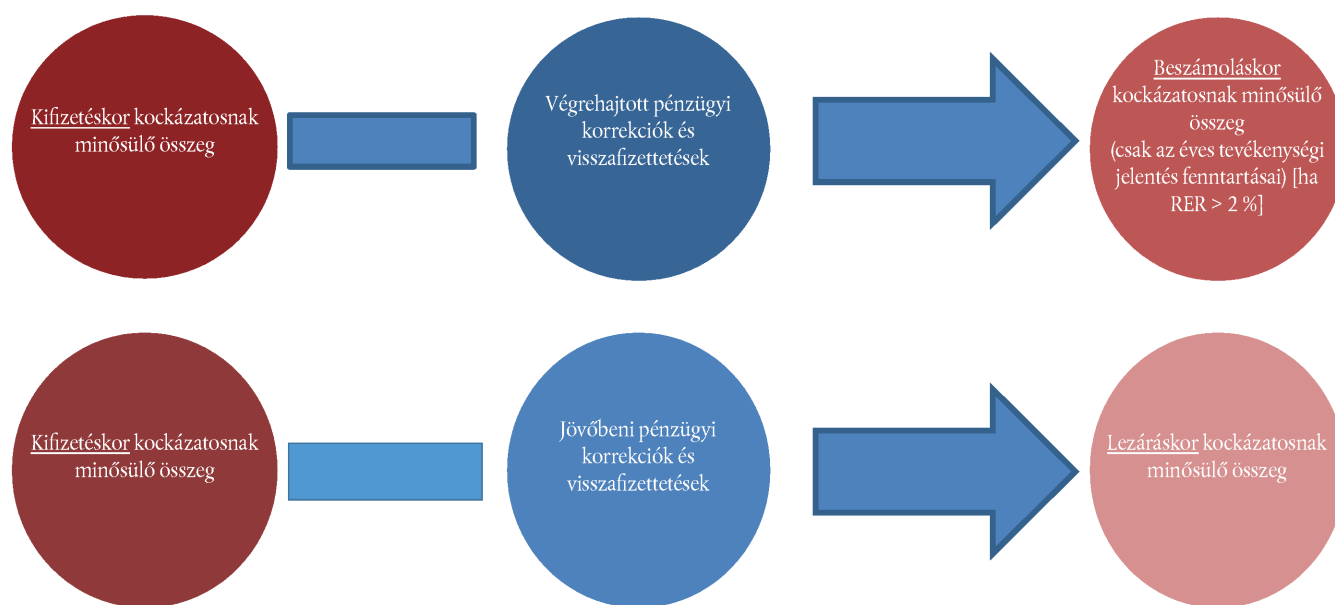 Kifizetéskor kockázatosnak
minősülő összeg
Végrehajtott pénzügyi
korrekciók és
visszafizettetések
Beszámoláskor
kockázatosnak minősülő
összeg
(csak az éves tevékenységi
jelentés fenntartásai) [ha
RER > 2 %]
Kifizetéskor kockázatosnak
minősülő összeg
Jövőbeni pénzügyi
korrekciók és
visszafizettetések
Lezáráskor kockázatosnak
minősülő összeg